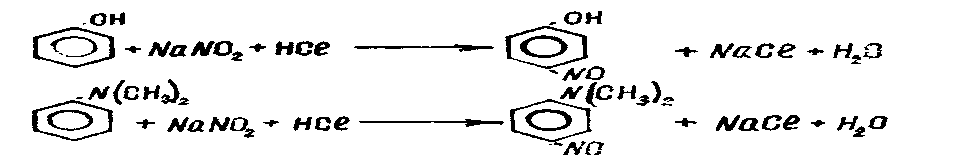 OH
+ NaNO₂ + HCe → OH NO + NaCe + H₂O
N(CH₃)₂
+ NaNO₂ + HCe → N(CH₃)₂ NO + NaCe + H₂O